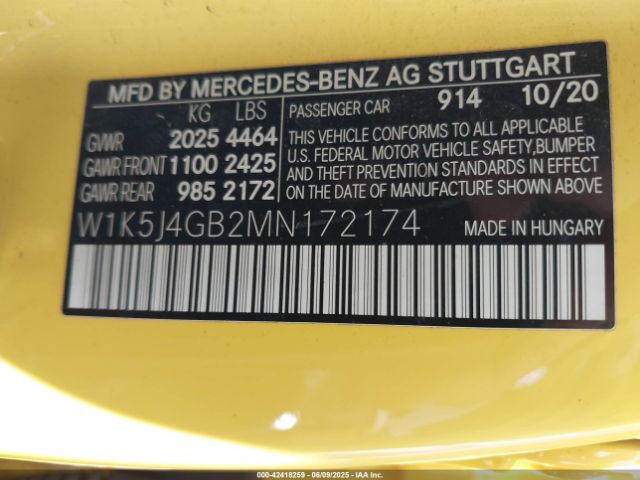 MFD BY MERCEDES-BENZ AG STUTTGART
KG LBS
GVWR 2025 4464
GAWR FRONT 1100 2425
GAWR REAR 985 2172
PASSENGER CAR 914 10/20
THIS VEHICLE CONFORMS TO ALL APPLICABLE
U.S. FEDERAL MOTOR VEHICLE SAFETY,BUMPER
AND THEFT PREVENTION STANDARDS IN EFFECT
ON THE DATE OF MANUFACTURE SHOWN ABOVE
W1K5J4GB2MN172174 MADE IN HUNGARY
000-42418259 - 06/09/2025 - IAA Inc.